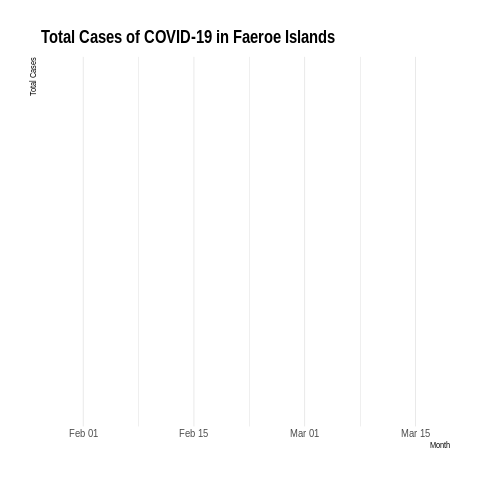 Total Cases of COVID-19 in Faeroe Islands
Total Cases
Feb 01
Feb 15
Mar 01
Mar 15
Month